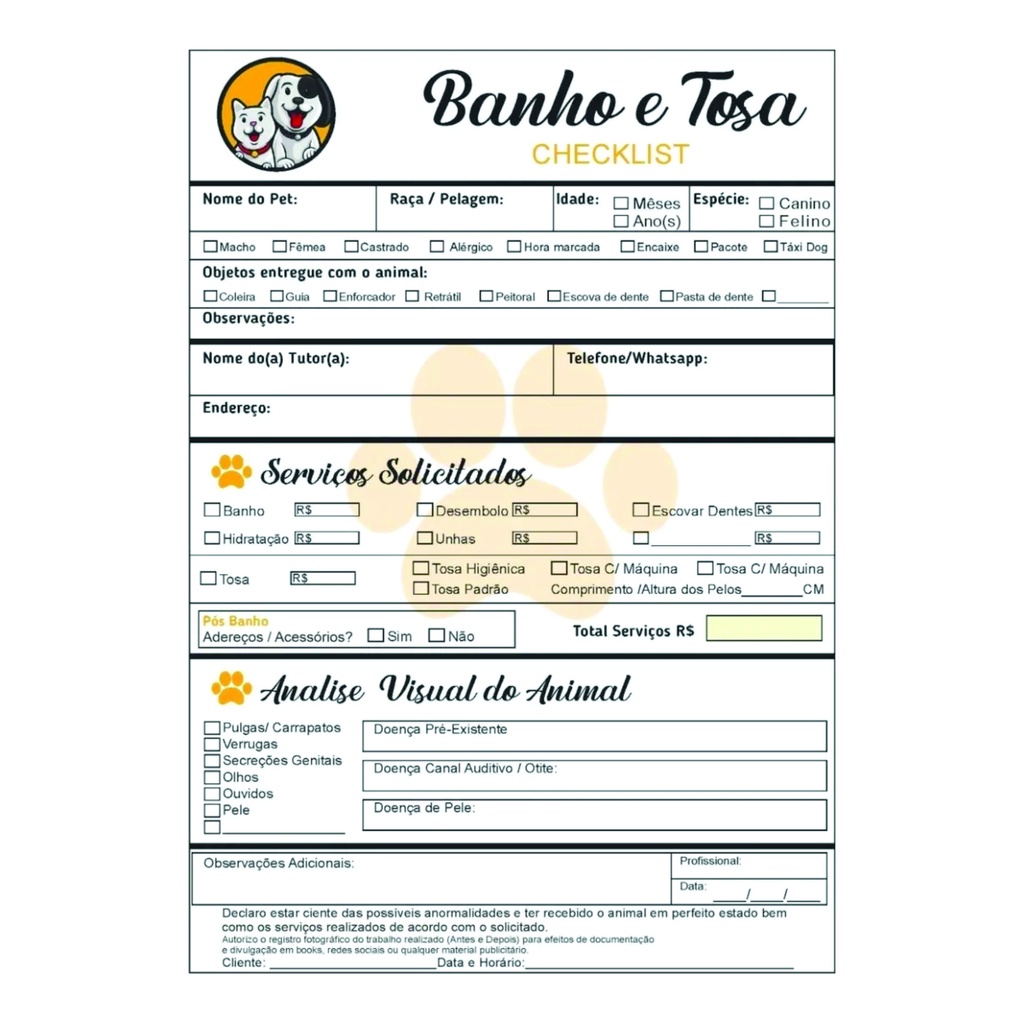 Banho e Tosa
CHECKLIST
Nome do Pet: Raça / Pelagem: Idade: Mêses Espécie: Canino
Ano(s) Felino
Macho Fêmea Castrado Alérgico Hora marcada Encaixe Pacote Táxi Dog
Objetos entregue com o animal:
Coleira Guia Enforcador Retrátil Peitoral Escova de dente Pasta de dente
Observações:
Nome do(a) Tutor(a): Telefone/Whatsapp:
Endereço:
Serviços Solicitados
Banho R$ Desembolo R$ Escovar Dentes R$
Hidratação R$ Unhas R$ R$
Tosa R$ Tosa Higiênica Tosa C/ Máquina Tosa C/ Máquina
Tosa Padrão Comprimento /Altura dos Pelos________CM
Pós Banho
Adereços / Acessórios? Sim Não Total Serviços R$
Analise Visual do Animal
Pulgas/ Carrapatos Doença Pré-Existente
Verrugas
Secreções Genitais Doença Canal Auditivo / Otite:
Olhos
Ouvidos
Pele Doença de Pele:
Observações Adicionais: Profissional:
Data: ____/____/____
Declaro estar ciente das possíveis anormalidades e ter recebido o animal em perfeito estado bem
como os serviços realizados de acordo com o solicitado.
Autorizo o registro fotográfico do trabalho realizado (Antes e Depois) para efeitos de documentação
e divulgação em books, redes sociais ou qualquer material publicitário.
Cliente: ____________________Data e Horário:____________________